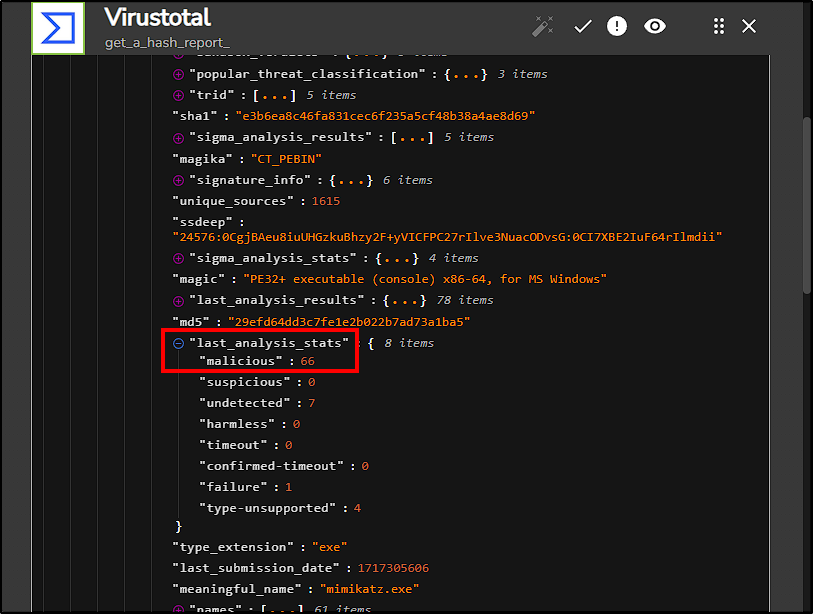 Virustotal
get_a_hash_report_
"popular_threat_classification" : {...} 3 items
"trid" : [...] 5 items
"sha1" : "e3b6ea8c46fa831cec6f235a5cf48b38a4ae8d69"
"sigma_analysis_results" : [...] 5 items
"magika" : "CT_PEBIN"
"signature_info" : {...} 6 items
"unique_sources" : 1615
"ssdeep" :
"24576:0CgjBAeu8iuUHGzkuBhzy2F+yVICFPC27rIlve3NuacODvsG:0CI7XBE2IuF64rIlmdii"
"sigma_analysis_stats" : {...} 4 items
"magic" : "PE32+ executable (console) x86-64, for MS Windows"
"last_analysis_results" : {...} 78 items
"md5" : "29efd64dd3c7fe1e2b022b7ad73a1ba5"
"last_analysis_stats" : { 8 items
"malicious" : 66
"suspicious" : 0
"undetected" : 7
"harmless" : 0
"timeout" : 0
"confirmed-timeout" : 0
"failure" : 1
"type-unsupported" : 4
}
"type_extension" : "exe"
"last_submission_date" : 1717305606
"meaningful_name" : "mimikatz.exe"
"names" : [...] 61 items